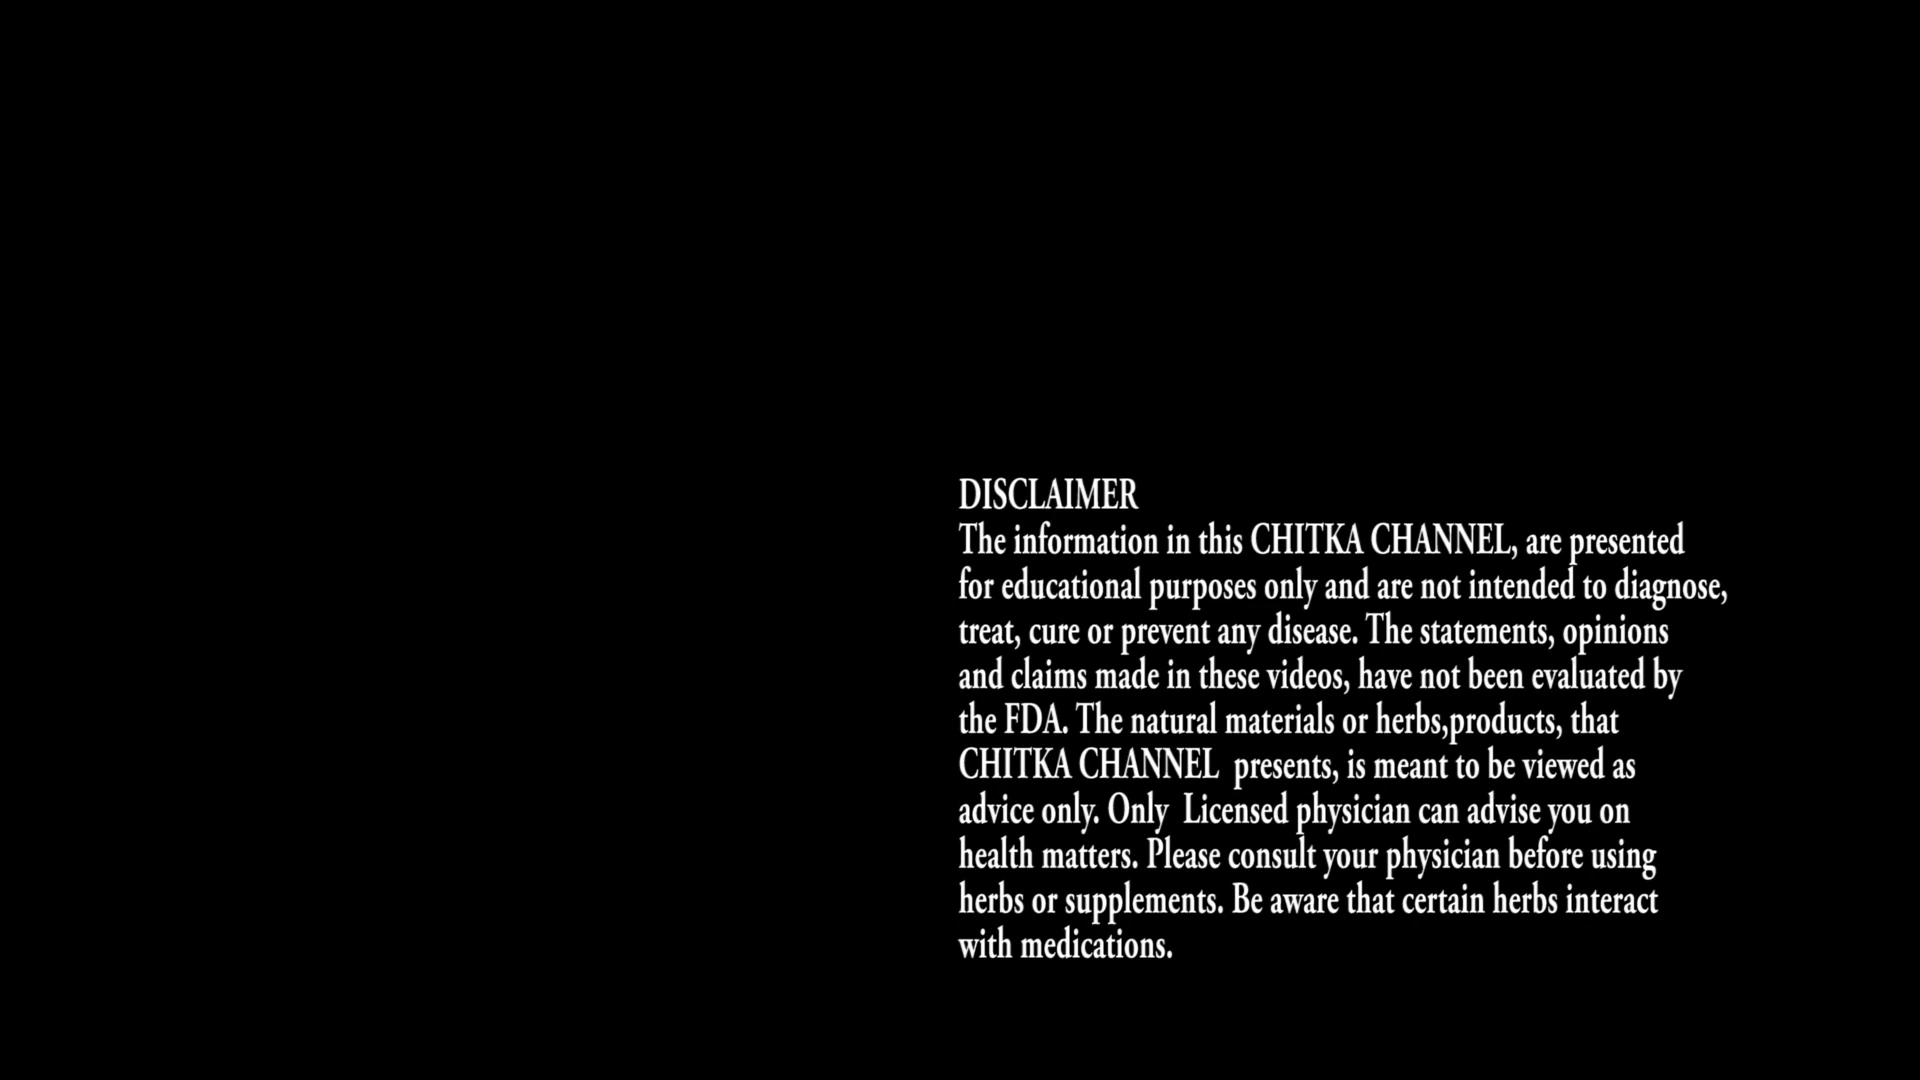 DISCLAIMER
The information in this CHITKA CHANNEL, are presented
for educational purposes only and are not intended to diagnose,
treat, cure or prevent any disease. The statements, opinions
and claims made in these videos, have not been evaluated by
the FDA. The natural materials or herbs,products, that
CHITKA CHANNEL  presents, is meant to be viewed as
advice only. Only  Licensed physician can advise you on
health matters. Please consult your physician before using
herbs or supplements. Be aware that certain herbs interact
with medications.